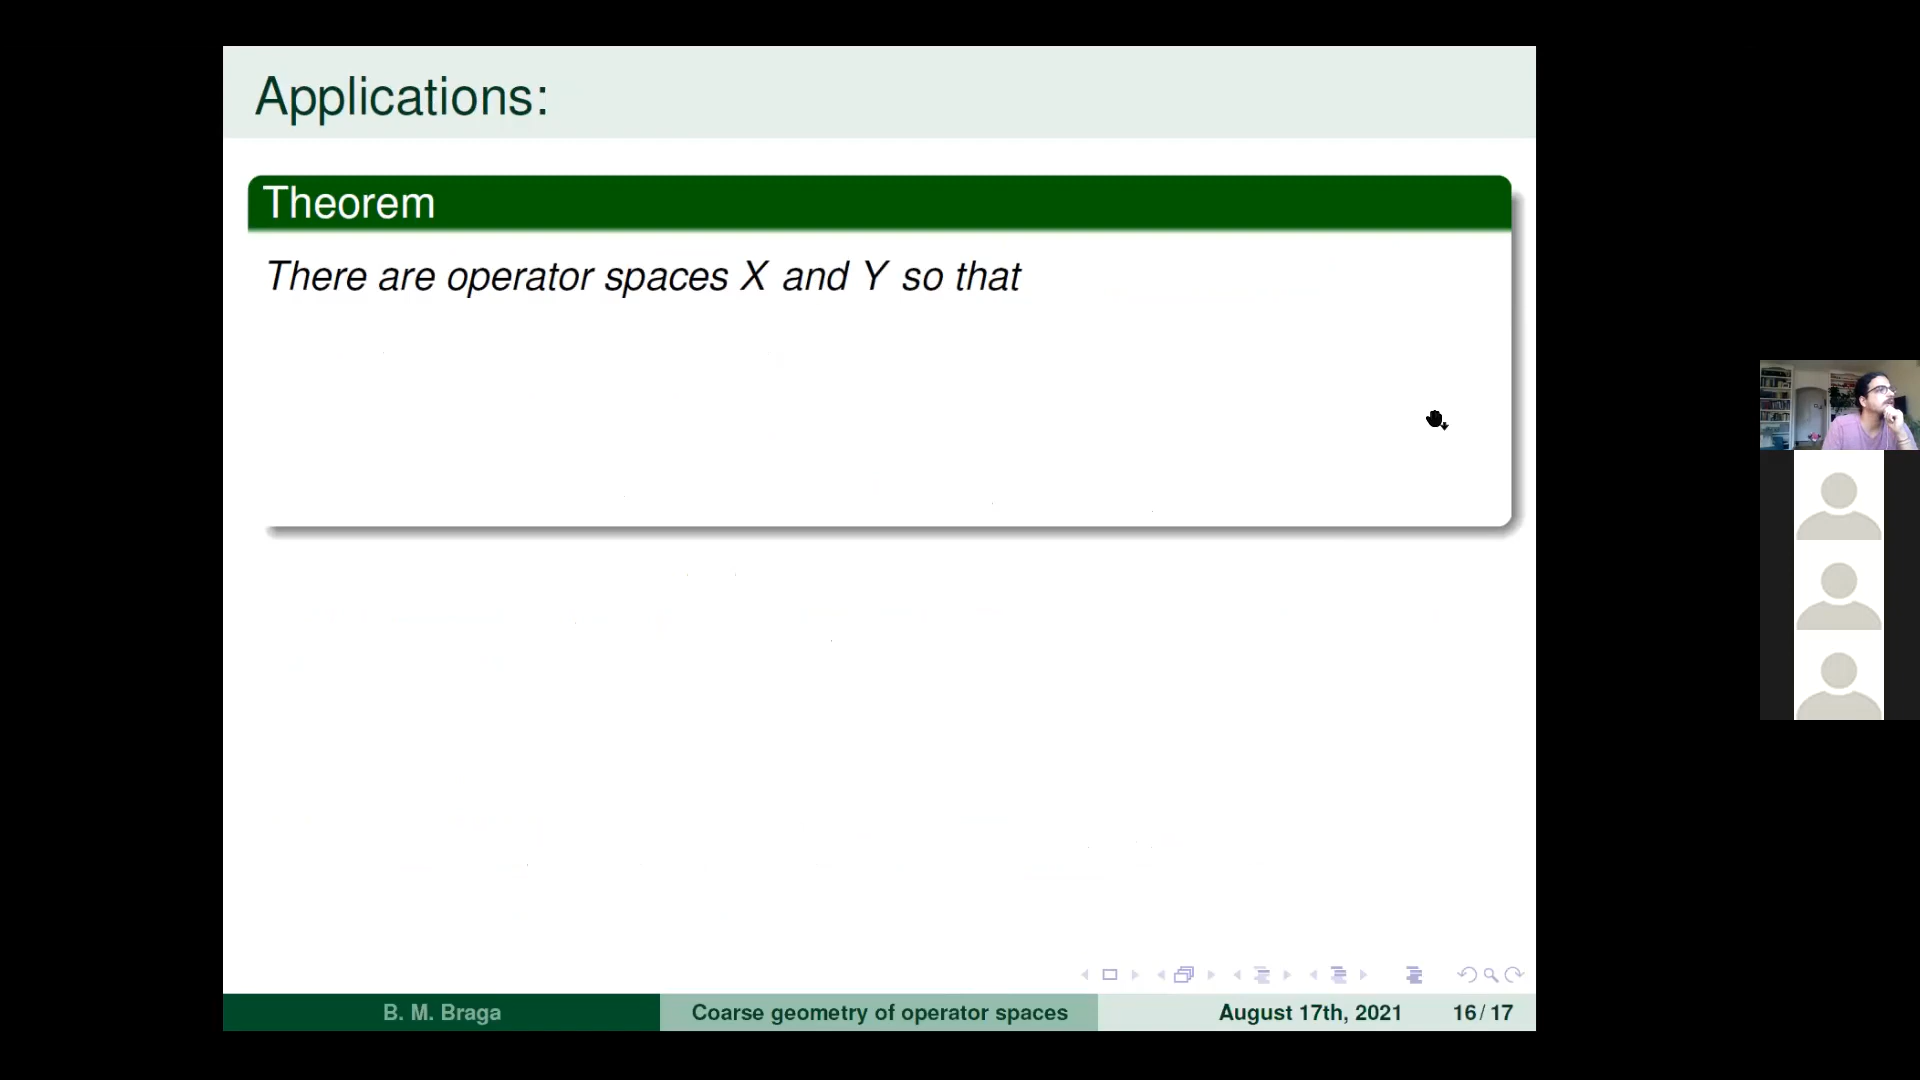 Applications:
Theorem
There are operator spaces X and Y so that
B. M. Braga
Coarse geometry of operator spaces
August 17th, 2021
16 / 17